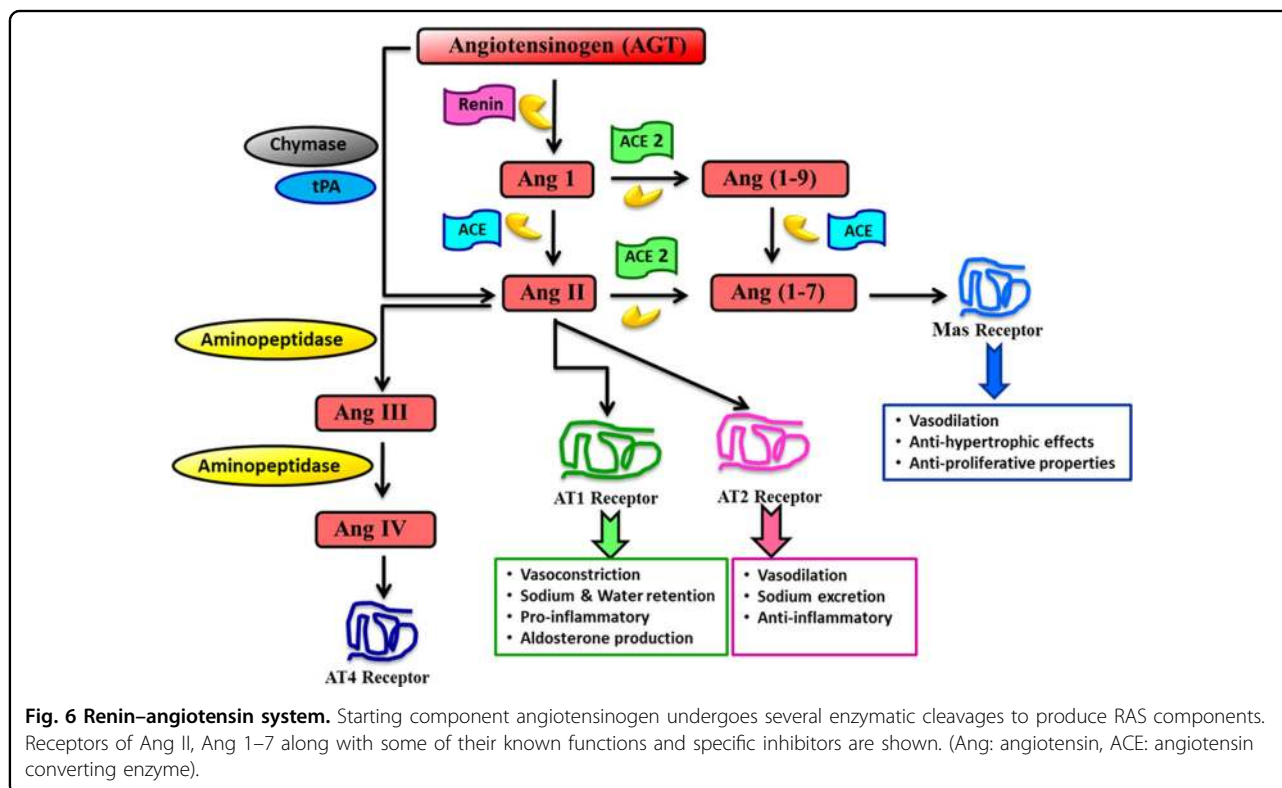 Angiotensinogen (AGT)
Renin
Chymase
tPA
ACE 2
Ang 1
Ang (1-9)
ACE
ACE
ACE 2
Ang II
Ang (1-7)
Mas Receptor
Aminopeptidase
Ang III
• Vasodilation
• Anti-hypertrophic effects
• Anti-proliferative properties
Aminopeptidase
AT1 Receptor
AT2 Receptor
Ang IV
• Vasoconstriction
• Sodium & Water retention
• Pro-inflammatory
• Aldosterone production
• Vasodilation
• Sodium excretion
• Anti-inflammatory
AT4 Receptor
Fig. 6 Renin–angiotensin system. Starting component angiotensinogen undergoes several enzymatic cleavages to produce RAS components.
Receptors of Ang II, Ang 1–7 along with some of their known functions and specific inhibitors are shown. (Ang: angiotensin, ACE: angiotensin
converting enzyme).